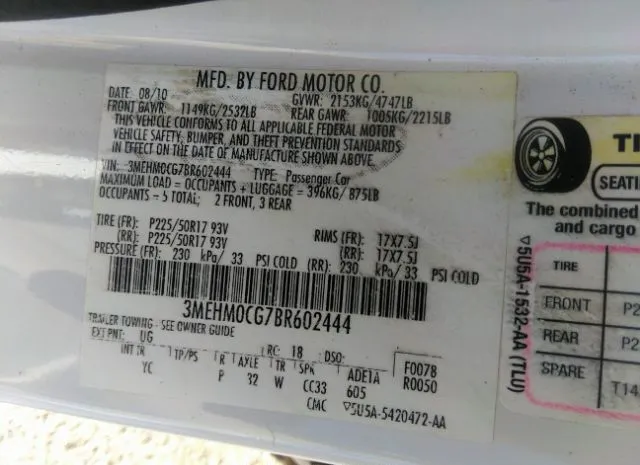 MFD. BY FORD MOTOR CO.
DATE: 08/10 GVWR: 2153KG/4747LB
FRONT GAWR: 1149KG/2532LB REAR GAWR: 1005KG/2215LB
THIS VEHICLE CONFORMS TO ALL APPLICABLE FEDERAL MOTOR
VEHICLE SAFETY, BUMPER, AND THEFT PREVENTION STANDARDS
IN EFFECT ON THE DATE OF MANUFACTURE SHOWN ABOVE.
VIN: 3MEHM0CG7BR602444 TYPE: Passenger Car
MAXIMUM LOAD = OCCUPANTS + LUGGAGE = 396KG/ 875LB
OCCUPANTS = 5 TOTAL; 2 FRONT, 3 REAR
TIRE (FR): P225/50R17 93V RIMS (FR): 17X7.5J
(RR): P225/50R17 93V (RR): 17X7.5J
PRESSURE (FR): 230 kPa/ 33 PSI COLD (RR): 230 kPa/ 33 PSI COLD
3MEHM0CG7BR602444
TRAILER TOWING - SEE OWNER GUIDE
EXT PNT: UG RC: 18 DSO: F0078
R0050
INT TR TP/PS R AXLE TR SPR ADE1A
YC P 32 W CC33 605
CMC ▽5U5A-5420472-AA
TI
SEATI
The combined
and cargo
TIRE
FRONT P2
REAR P2
SPARE T14
▽5U5A-1532-AA (TLU)